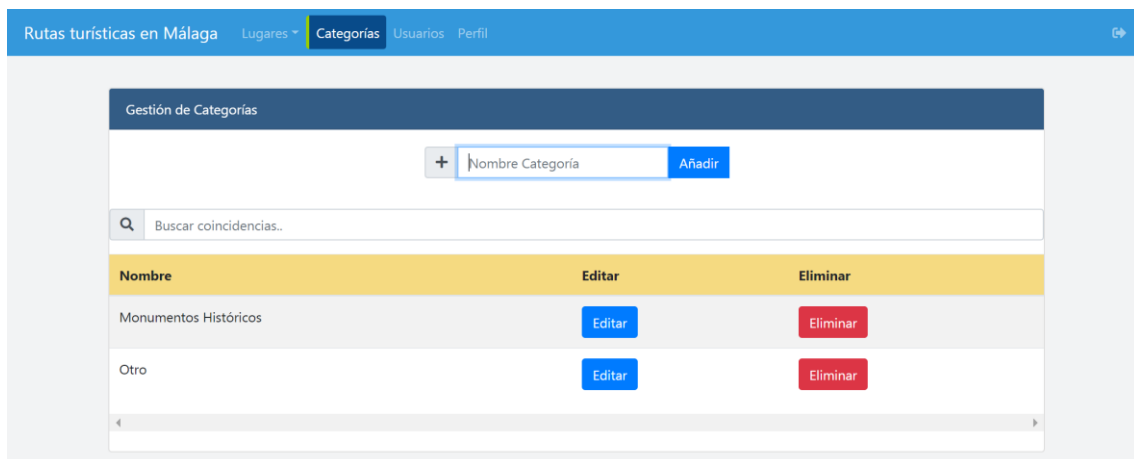 Rutas turísticas en Málaga Lugares Categorías Usuarios Perfil
Gestión de Categorías
Nombre Categoría Añadir
Buscar coincidencias..
Nombre Editar Eliminar
Monumentos Históricos Editar Eliminar
Otro Editar Eliminar